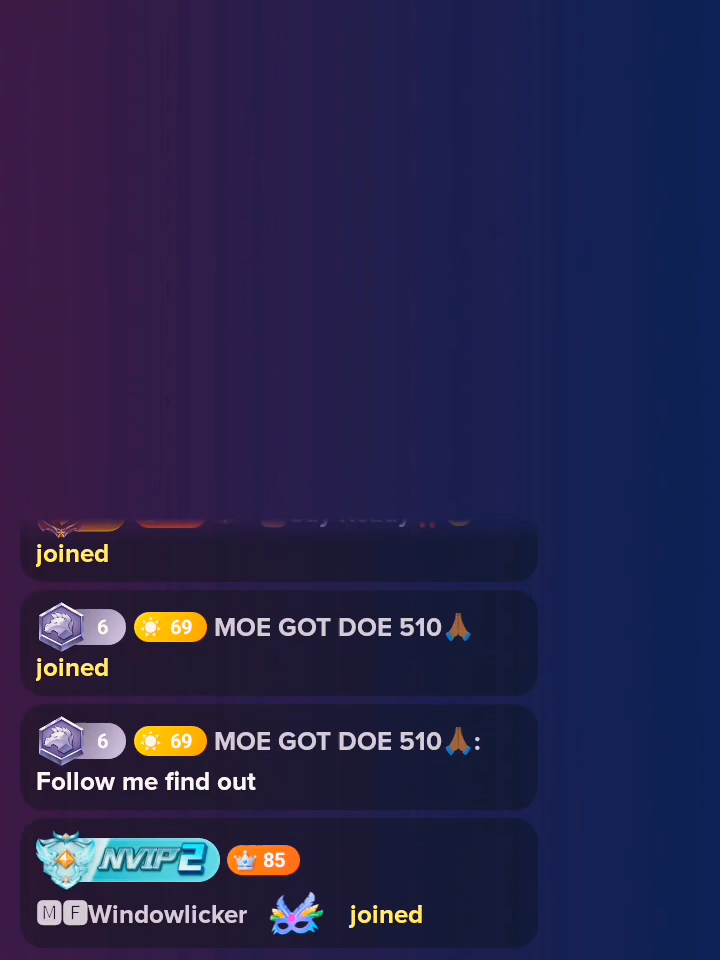 joined
6 69 MOE GOT DOE 510🙏🏾
joined
6 69 MOE GOT DOE 510🙏🏾:
Follow me find out
NVIP2 85
🄼🄵Windowlicker joined